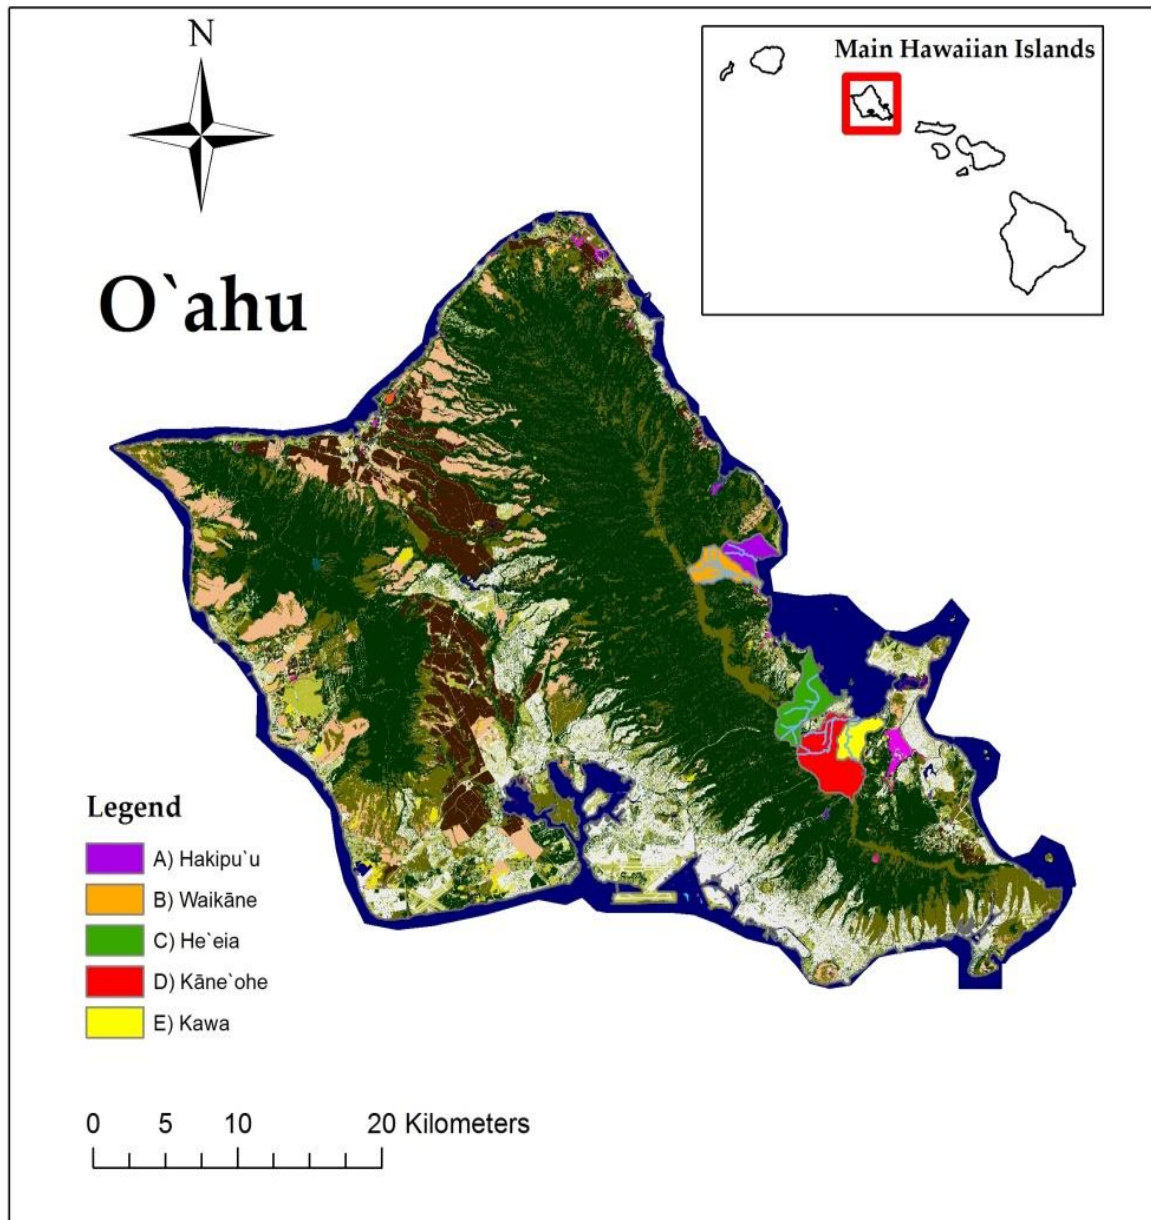 N
Main Hawaiian Islands
O`ahu
Legend
A) Hakipu`u
B) Waikāne
C) He`eia
D) Kāne`ohe
E) Kawa
0 5 10 20 Kilometers